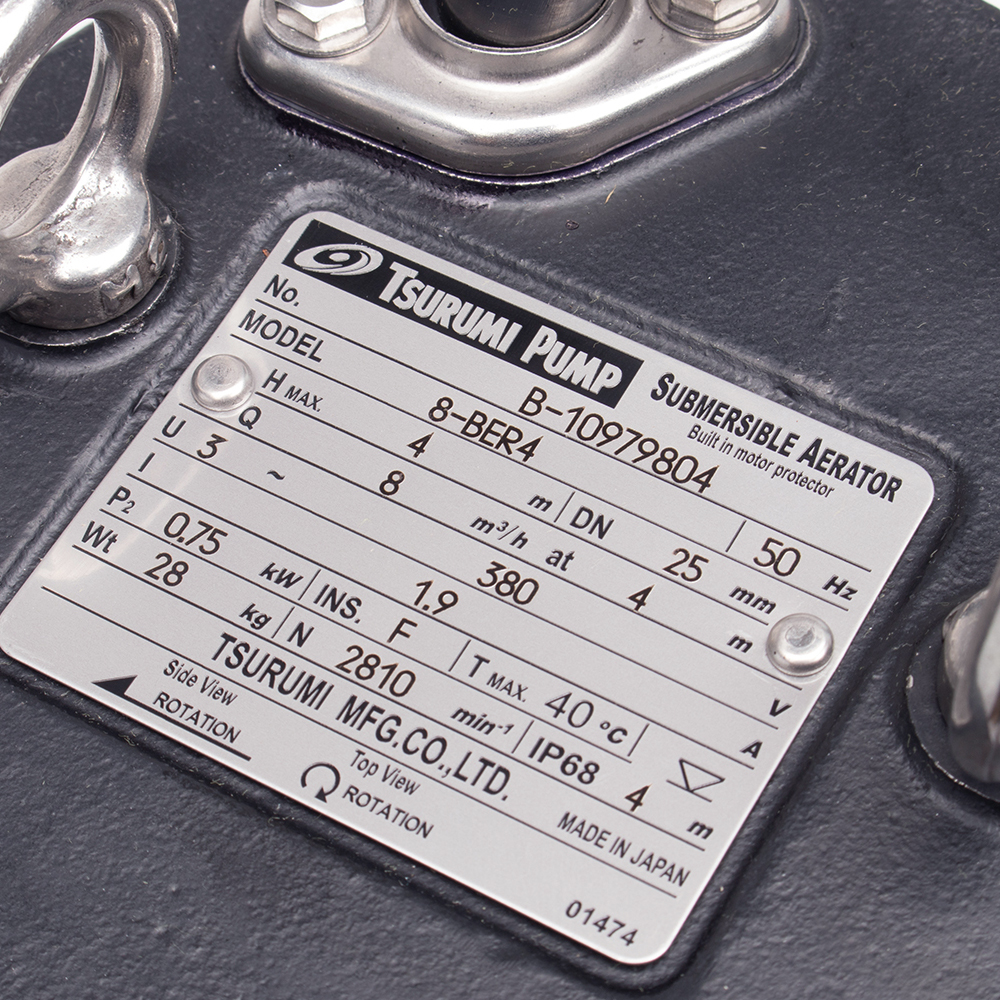 TSURUMI PUMP SUBMERSIBLE AERATOR
Built in motor protector
No. B-10979804
MODEL 8-BER4 50 Hz
H MAX. 4 m DN 25 mm
Q 3 ~ 8 m³/h at 4 m
U 380 V
I 1.9 A
P2 0.75 kW INS. F T MAX. 40 °C
Wt 28 kg N 2810 min-1 IP68 4 m
TSURUMI MFG.CO.,LTD. MADE IN JAPAN
Side View
ROTATION
Top View
ROTATION
01474